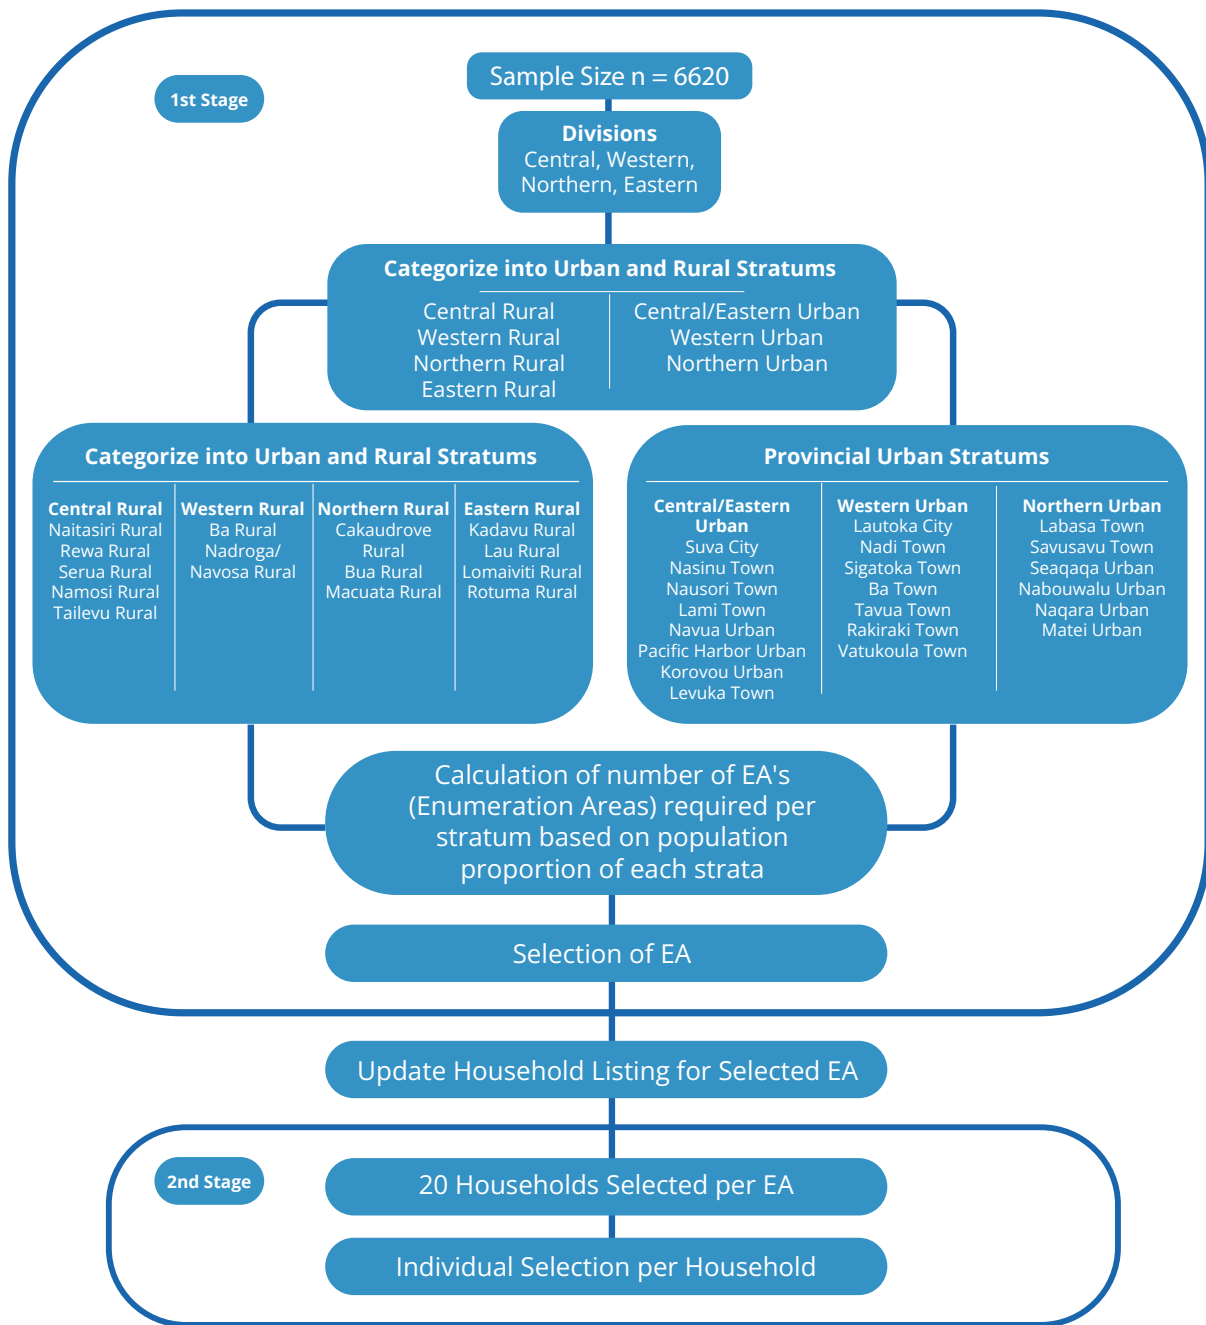 Sample Size n = 6620
1st Stage
Divisions
Central, Western,
Northern, Eastern
Categorize into Urban and Rural Stratums
Central Rural
Western Rural
Northern Rural
Eastern Rural
Central/Eastern Urban
Western Urban
Northern Urban
Categorize into Urban and Rural Stratums
Central Rural
Naitasiri Rural
Rewa Rural
Serua Rural
Namosi Rural
Tailevu Rural
Western Rural
Ba Rural
Nadroga/
Navosa Rural
Northern Rural
Cakaudrove
Rural
Bua Rural
Macuata Rural
Eastern Rural
Kadavu Rural
Lau Rural
Lomaiviti Rural
Rotuma Rural
Provincial Urban Stratums
Central/Eastern
Urban
Suva City
Nasinu Town
Nausori Town
Lami Town
Navua Urban
Pacific Harbor Urban
Korovou Urban
Levuka Town
Western Urban
Lautoka City
Nadi Town
Sigatoka Town
Ba Town
Tavua Town
Rakiraki Town
Vatukoula Town
Northern Urban
Labasa Town
Savusavu Town
Seaqaqa Urban
Nabouwalu Urban
Naqara Urban
Matei Urban
Calculation of number of EA's
(Enumeration Areas) required per
stratum based on population
proportion of each strata
Selection of EA
Update Household Listing for Selected EA
2nd Stage
20 Households Selected per EA
Individual Selection per Household